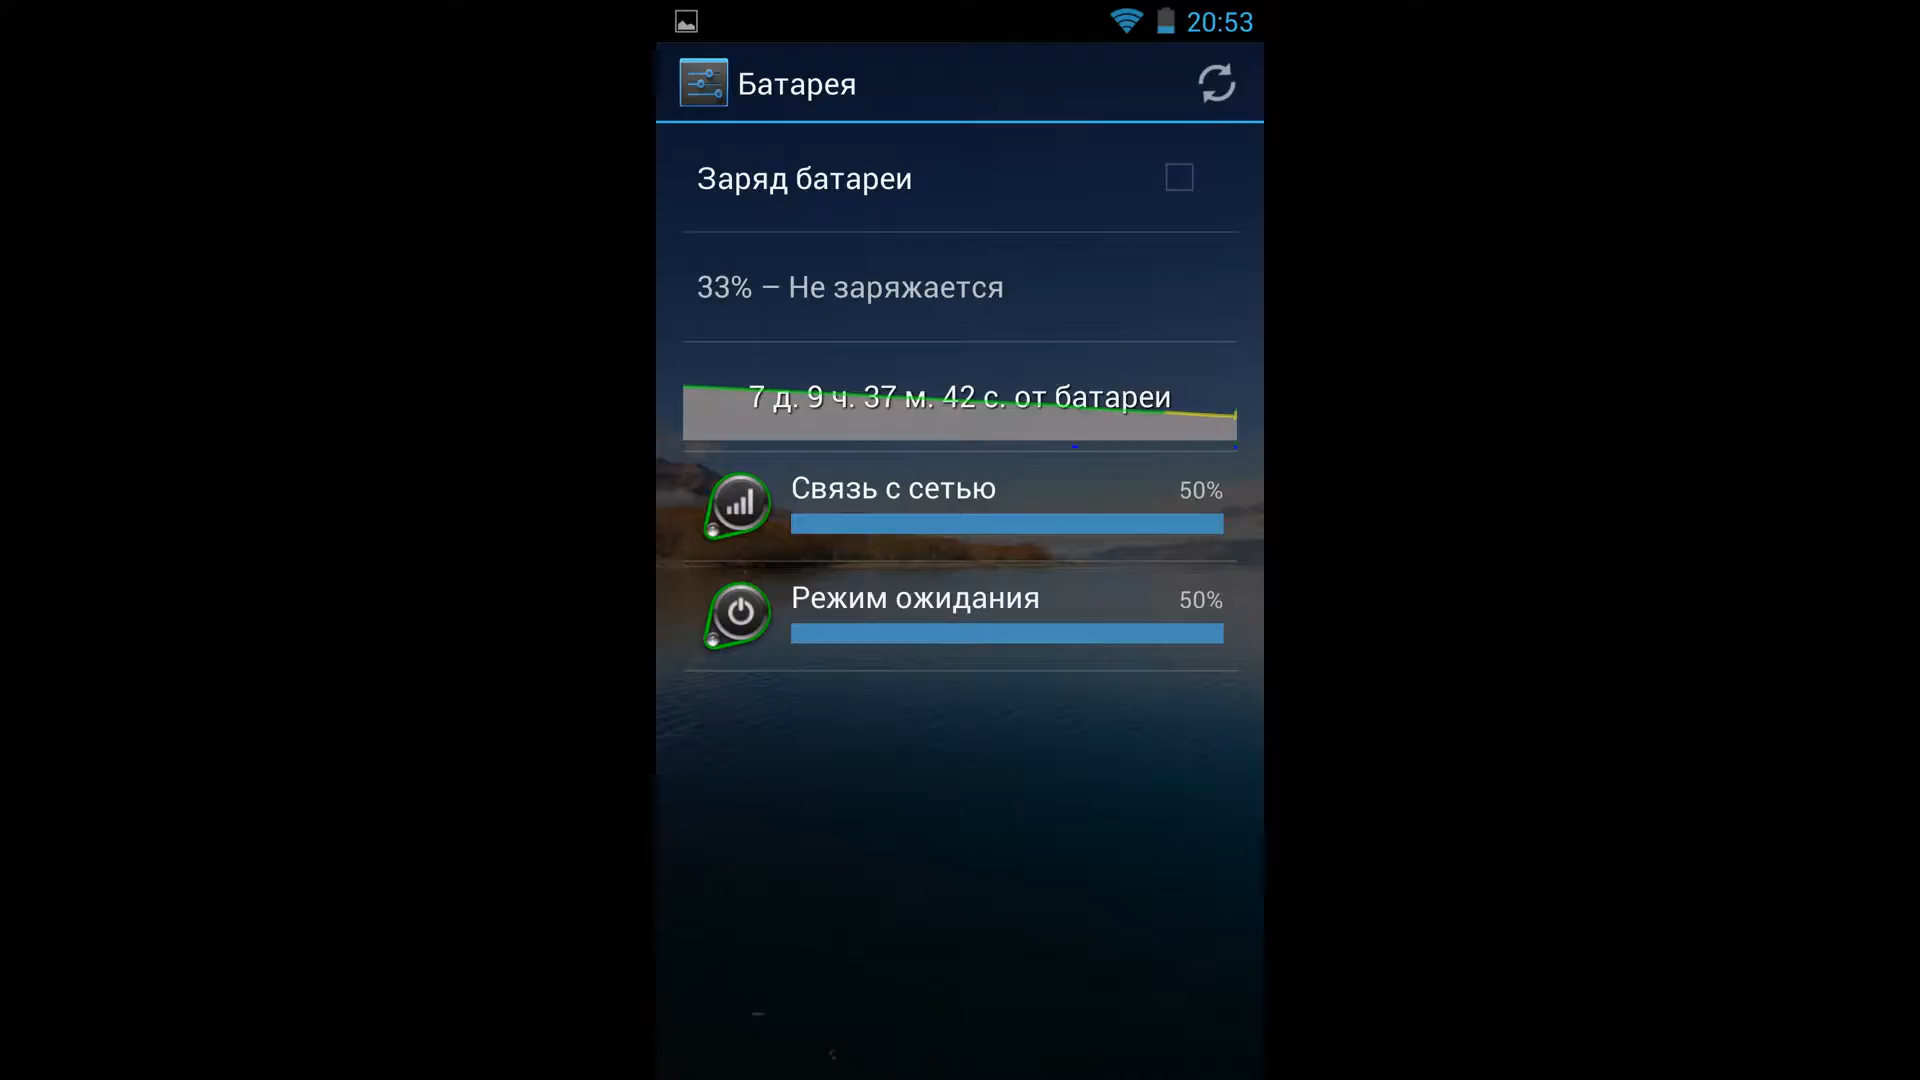 20:53
Батарея
Заряд батареи
33% – Не заряжается
7 д. 9 ч. 37 м. 42 с. от батареи
Связь с сетью 50%
Режим ожидания 50%